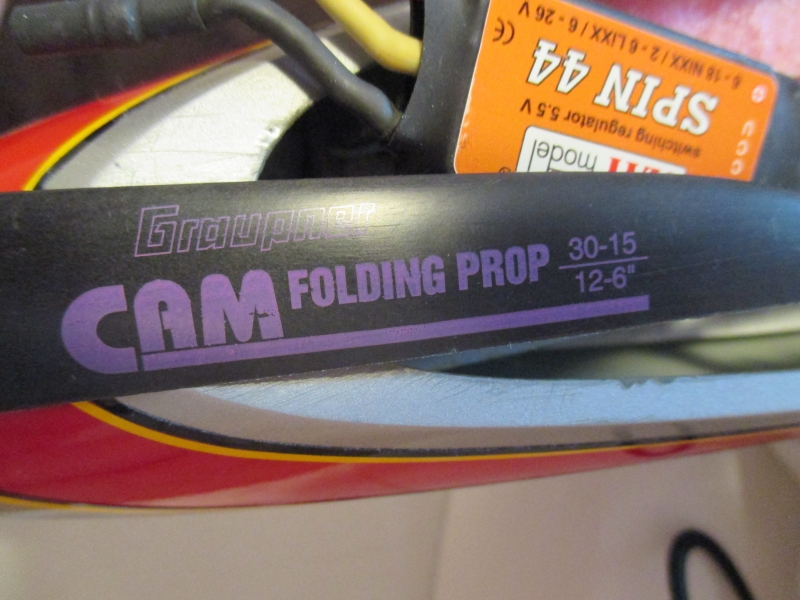 6 - 18 NiXX / 2 - 6 LiXX / 6 - 26 V
CE
SPIN 44
switching regulator 5.5 V
model
Graupner
CAM FOLDING PROP 30-15
12-6"